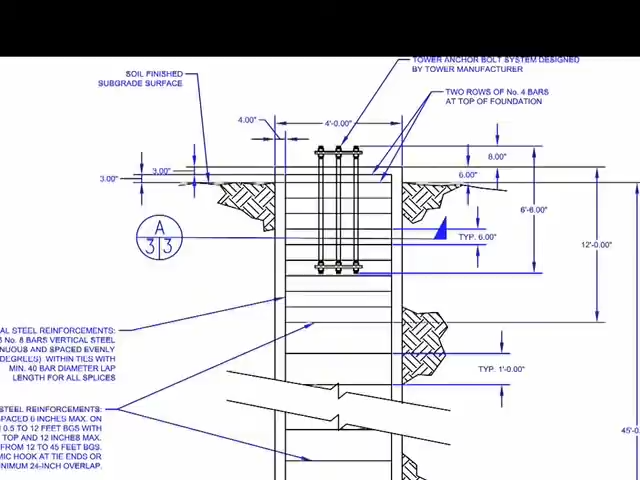 TOWER ANCHOR BOLT SYSTEM DESIGNED
BY TOWER MANUFACTURER
SOIL FINISHED
SUBGRADE SURFACE
TWO ROWS OF No. 4 BARS
AT TOP OF FOUNDATION
4.00"
4'-0.00"
8.00"
3.00"
3.00"
6.00"
6'-6.00"
A
3 3
TYP. 6.00"
12'-0.00"
AL STEEL REINFORCEMENTS:
No. 8 BARS VERTICAL STEEL
NUOUS AND SPACED EVENLY
DEGREES) WITHIN TIES WITH
MIN. 40 BAR DIAMETER LAP
LENGTH FOR ALL SPLICES
TYP. 1'-0.00"
STEEL REINFORCEMENTS:
SPACED 6 INCHES MAX. ON
0.5 TO 12 FEET BGS WITH
TOP AND 12 INCHES MAX.
FROM 12 TO 45 FEET BGS.
MIC HOOK AT TIE ENDS OR
NIMUM 24-INCH OVERLAP.
45'-0.